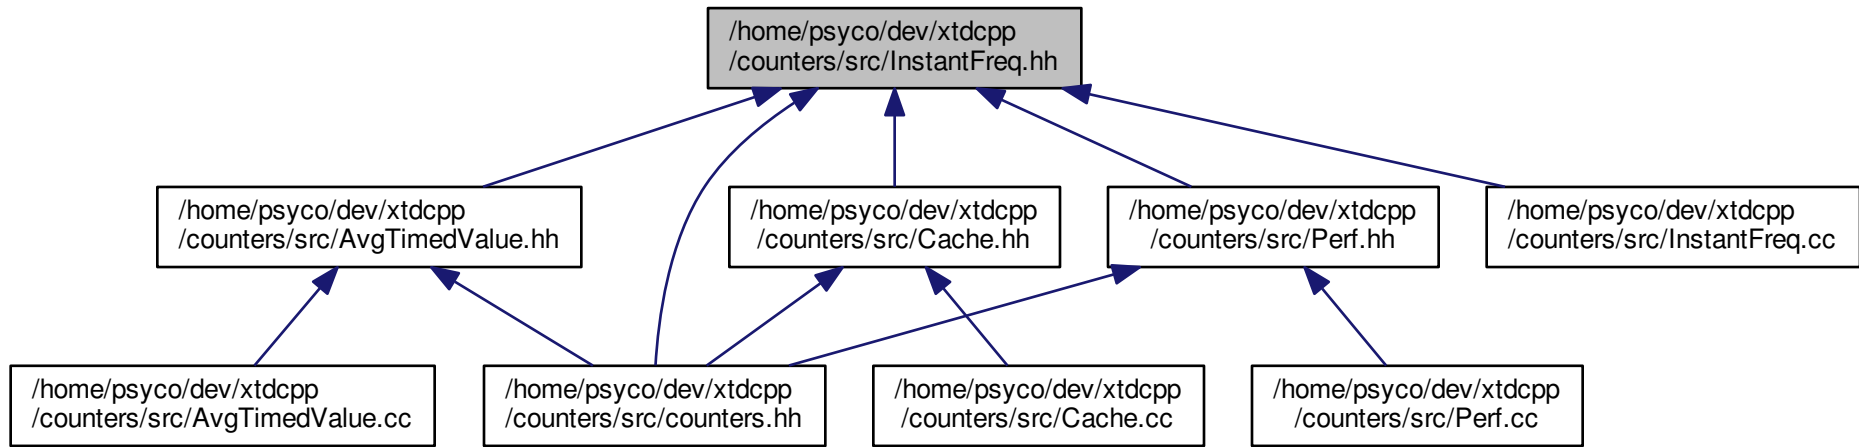 /home/psyco/dev/xtdcpp
/counters/src/InstantFreq.hh
/home/psyco/dev/xtdcpp
/counters/src/AvgTimedValue.hh
/home/psyco/dev/xtdcpp
/counters/src/Cache.hh
/home/psyco/dev/xtdcpp
/counters/src/Perf.hh
/home/psyco/dev/xtdcpp
/counters/src/InstantFreq.cc
/home/psyco/dev/xtdcpp
/counters/src/AvgTimedValue.cc
/home/psyco/dev/xtdcpp
/counters/src/counters.hh
/home/psyco/dev/xtdcpp
/counters/src/Cache.cc
/home/psyco/dev/xtdcpp
/counters/src/Perf.cc